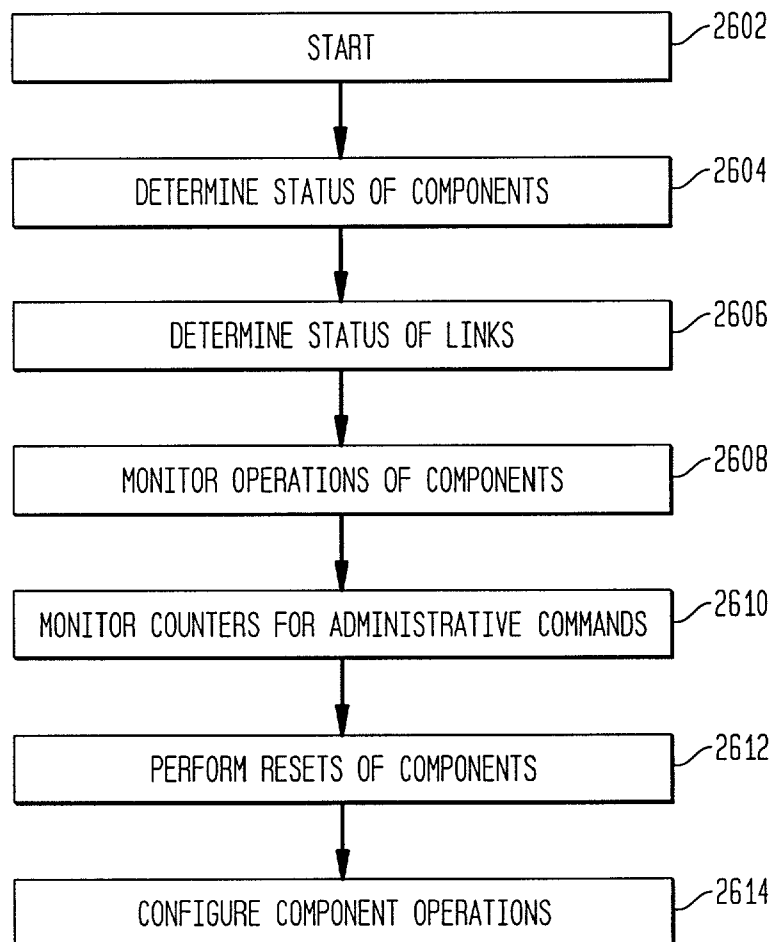 START
2602
DETERMINE STATUS OF COMPONENTS
2604
DETERMINE STATUS OF LINKS
2606
MONITOR OPERATIONS OF COMPONENTS
2608
MONITOR COUNTERS FOR ADMINISTRATIVE COMMANDS
2610
PERFORM RESETS OF COMPONENTS
2612
CONFIGURE COMPONENT OPERATIONS
2614